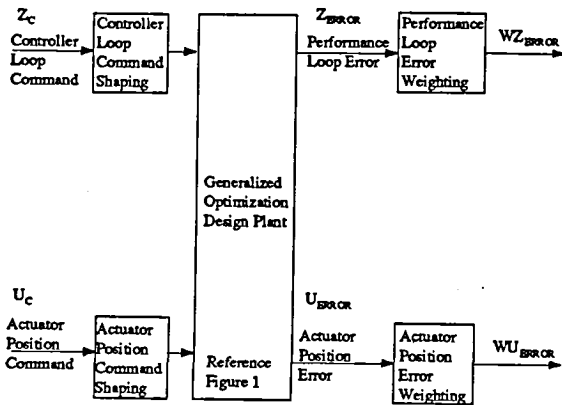 Z_C
Controller
Loop
Command
Controller
Loop
Command
Shaping
Z_ERROR
Performance
Loop Error
Performance
Loop
Error
Weighting
WZ_ERROR
Generalized
Optimization
Design Plant
U_C
Actuator
Position
Command
Actuator
Position
Command
Shaping
Reference
Figure 1
U_ERROR
Actuator
Position
Error
Actuator
Position
Error
Weighting
WU_ERROR